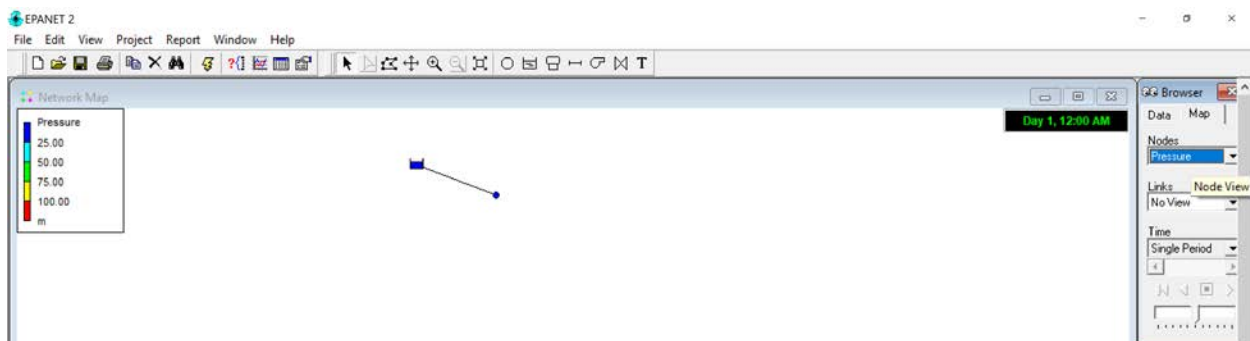 EPANET 2
File Edit View Project Report Window Help
T
Network Map
Day 1, 12:00 AM
Pressure
25.00
50.00
75.00
100.00
m
Browser
Data Map
Nodes
Pressure
Links
Node View
No View
Time
Single Period